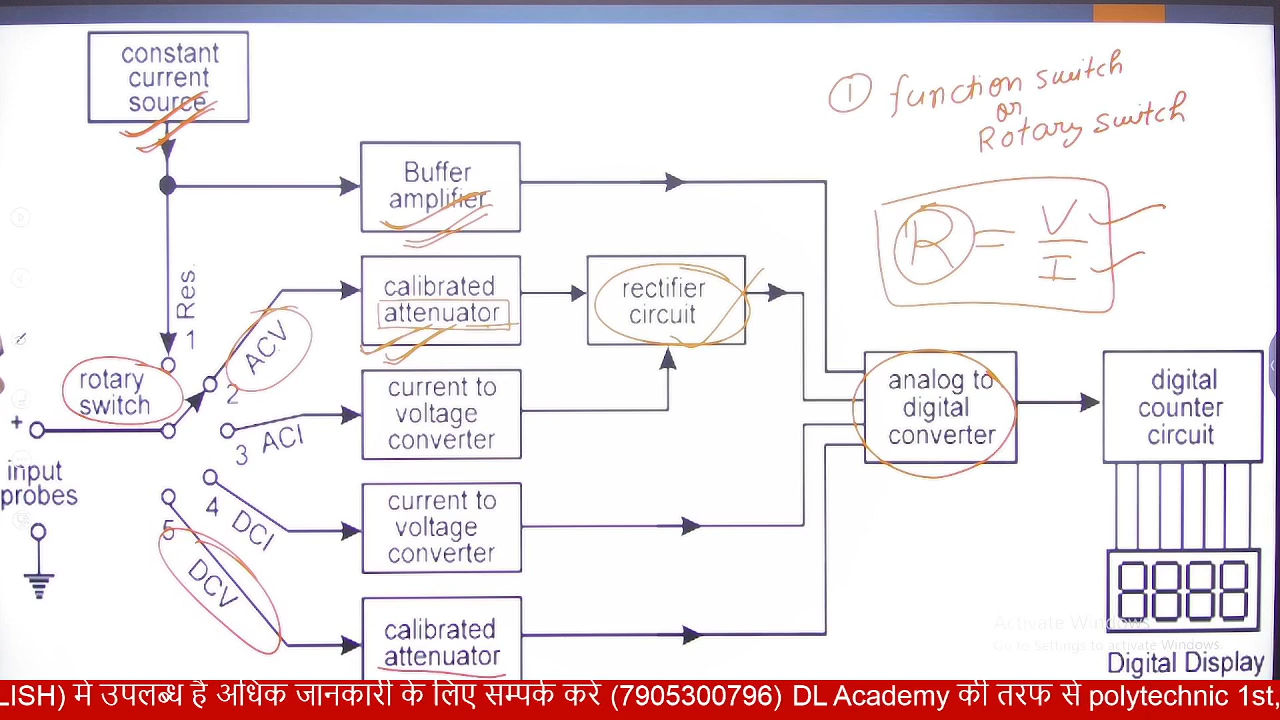 constant
current
source
① function switch
or
Rotary switch
Buffer
amplifier
R = V
I
Res.
1
calibrated
attenuator
rectifier
circuit
ACV
2
rotary
switch
+
input
probes
3 ACI
current to
voltage
converter
analog to
digital
converter
digital
counter
circuit
4 DCI
current to
voltage
converter
5 DCV
calibrated
attenuator
8888
Activate Windows
Go to Settings to activate Windows.
Digital Display
LISH) में उपलब्ध है अधिक जानकारी के लिए सम्पर्क करें (7905300796) DL Academy की तरफ से polytechnic 1st,